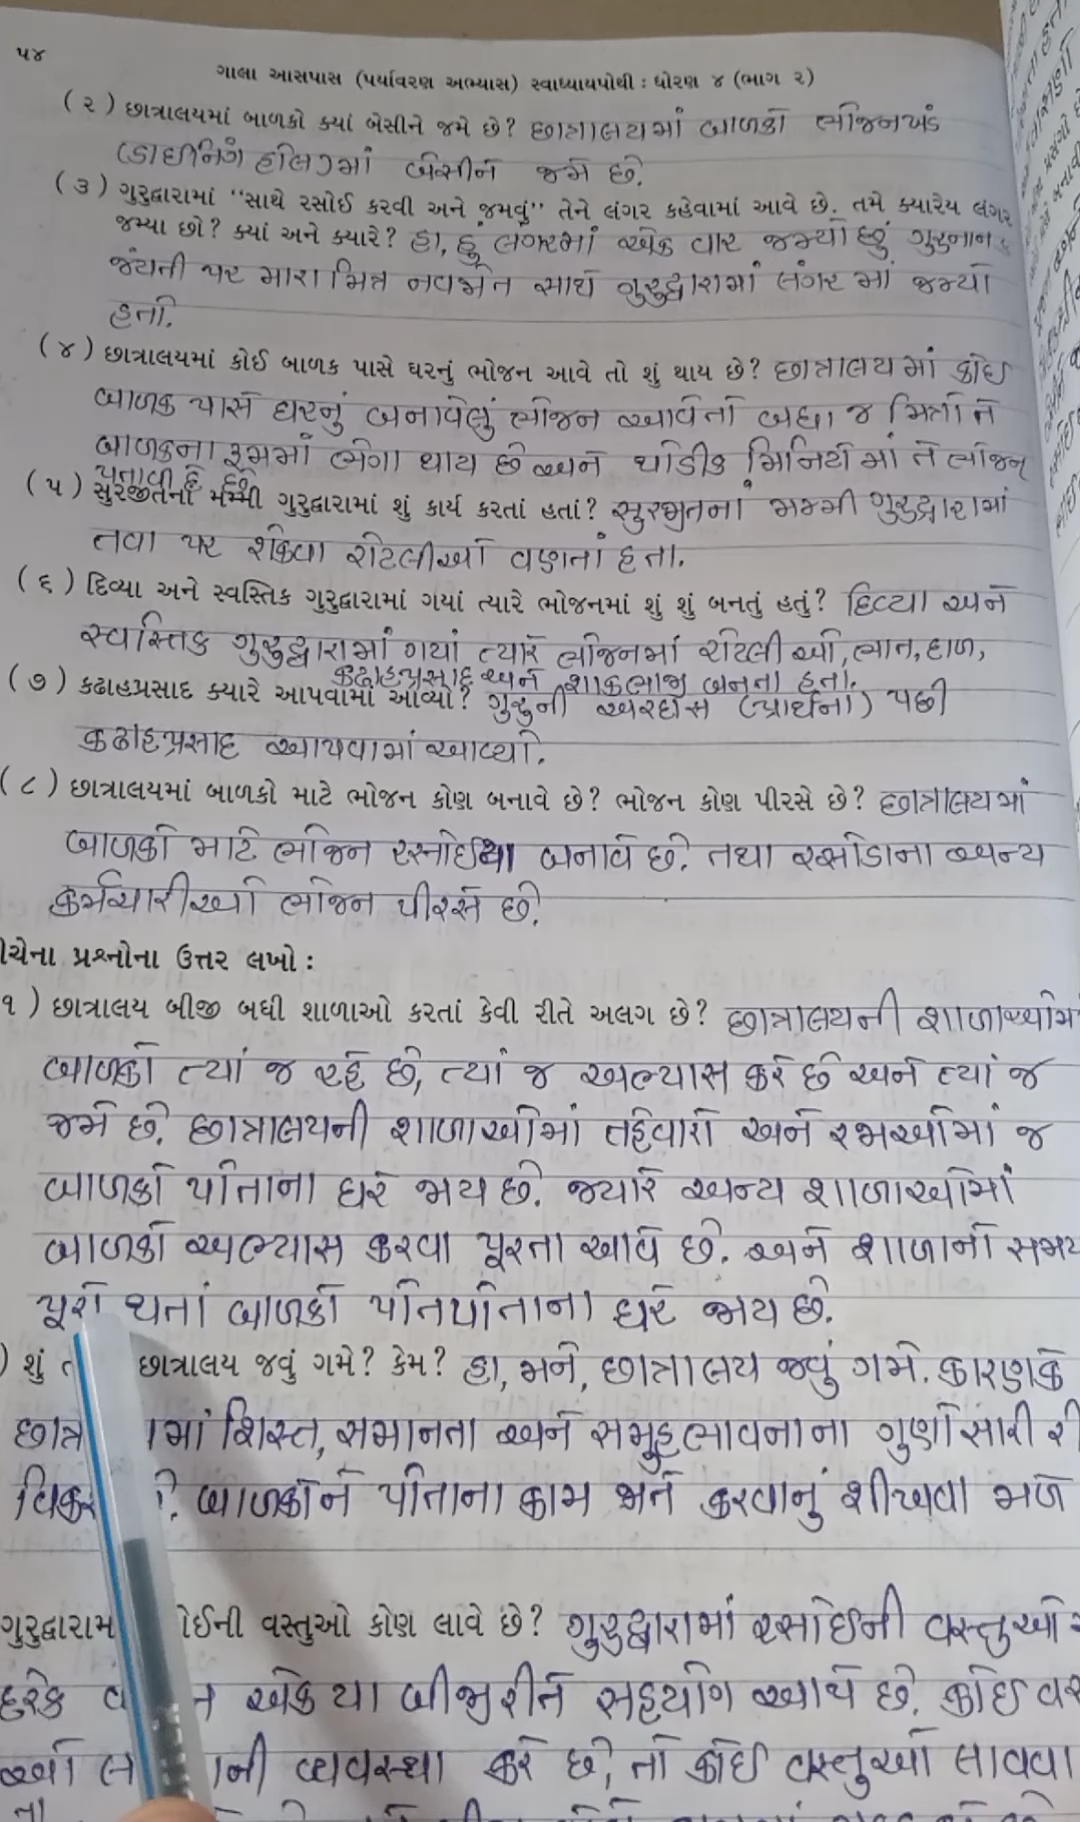 ૫૪
ગાલા આસપાસ (પર્યાવરણ અભ્યાસ) સ્વાધ્યાયપોથી : ધોરણ ૪ (ભાગ ૨)
(૨) છાત્રાલયમાં બાળકો ક્યાં બેસીને જમે છે? છાત્રાલયમાં બાળકો ભોજનખંડ
(ડાઈનિંગ હોલ)માં બેસીને જમે છે.
(૩) ગુરુદ્વારામાં "સાથે રસોઈ કરવી અને જમવું" તેને લંગર કહેવામાં આવે છે. તમે ક્યારેય લંગર
જમ્યા છો? ક્યાં અને ક્યારે? હા, હું લંગરમાં એક વાર જમ્યો છું ગુરુનાનક
જંયતી પર મારા મિત્ર નવજોત સાથે ગુરુદ્વારામાં લંગર માં જમ્યો
હતો.
(૪) છાત્રાલયમાં કોઈ બાળક પાસે ઘરનું ભોજન આવે તો શું થાય છે? છાત્રાલય માં કોઈ
બાળક પાસે ઘરનું બનાવેલું ભોજન આવેતો બધા જ મિત્રો તે
બાળકના રૂમમાં ભેગા થાય છે અને થોડીક મિનિટો માં તે ભોજન
પતાવી દે છે.
(૫) સુરજીતનાં મમ્મી ગુરુદ્વારામાં શું કાર્ય કરતાં હતાં? સુરજીતનાં મમ્મી ગુરુદ્વારામાં
તવા પર શેકવા રોટલીઓ વણતાં હતા.
(૬) દિવ્યા અને સ્વસ્તિક ગુરુદ્વારામાં ગયાં ત્યારે ભોજનમાં શું શું બનતું હતું? દિવ્યા અને
સ્વસ્તિક ગુરુદ્વારામાં ગયાં ત્યારે ભોજનમાં રોટલીઓ, ભાત, દાળ,
કઢાહપ્રસાદ અને શાકભાજી બનતા હતા.
(૭) કઢાહપ્રસાદ ક્યારે આપવામાં આવ્યો? ગુરુની અરદાસ (પ્રાર્થના) પછી
કઢાહપ્રસાદ આપવામાં આવ્યો.
(૮) છાત્રાલયમાં બાળકો માટે ભોજન કોણ બનાવે છે? ભોજન કોણ પીરસે છે? છાત્રાલયમાં
બાળકો માટે ભોજન રસોઈયા બનાવે છે. તથા રસોડાના અન્ય
કર્મચારીઓ ભોજન પીરસે છે.
ચેના પ્રશ્નોના ઉત્તર લખો :
૧) છાત્રાલય બીજી બધી શાળાઓ કરતાં કેવી રીતે અલગ છે? છાત્રાલયની શાળાઓમ
બાળકો ત્યાં જ રહે છે, ત્યાં જ અભ્યાસ કરે છે અને ત્યાં જ
જમે છે. છાત્રાલયની શાળાઓમાં તહેવારો અને રજાઓમાં જ
બાળકો પોતાના ઘરે જાય છે. જ્યારે અન્ય શાળાઓમાં
બાળકો અભ્યાસ કરવા પૂરતા આવે છે. અને શાળાનો સમય
પૂરો થતાં બાળકો પોતપોતાના ઘરે જાય છે.
) શું છાત્રાલય જવું ગમે? કેમ? હા, મને, છાત્રાલય જવું ગમે. કારણકે
છાત્ર માં શિસ્ત, સમાનતા અને સમુહભાવનાના ગુણો સારી રી
બાળકોને પોતાના કામ જાતે કરવાનું શીખવા મળે
ગુરુદ્વારામ ોઈની વસ્તુઓ કોણ લાવે છે? ગુરુદ્વારામાં રસોઈની વસ્તુઓ
દરેક એક યા બીજી રીતે સહયોગ આપે છે. કોઈ વસ
ઓ લ ની વ્યવસ્થા કરે છે, તો કોઈ વસ્તુઓ લાવવા